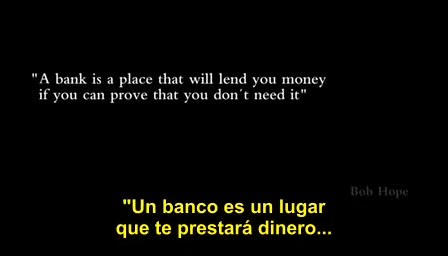 "A bank is a place that will lend you money
if you can prove that you don´t need it"
Bob Hope
"Un banco es un lugar
que te prestará dinero...